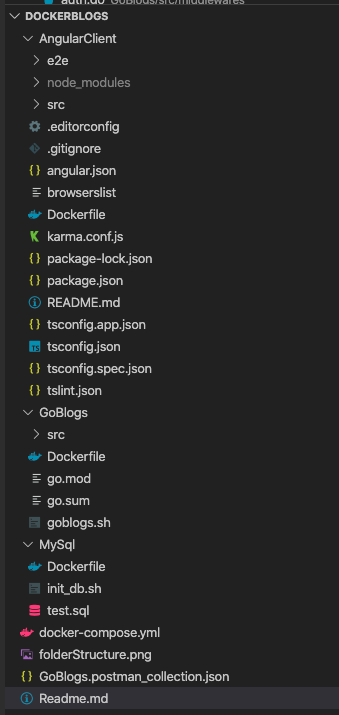 auth.go GoBlogs/src/middlewares
DOCKERBLOGS
AngularClient
e2e
node_modules
src
.editorconfig
.gitignore
angular.json
browserslist
Dockerfile
karma.conf.js
package-lock.json
package.json
README.md
tsconfig.app.json
tsconfig.json
tsconfig.spec.json
tslint.json
GoBlogs
src
Dockerfile
go.mod
go.sum
goblogs.sh
MySql
Dockerfile
init_db.sh
test.sql
docker-compose.yml
folderStructure.png
GoBlogs.postman_collection.json
Readme.md